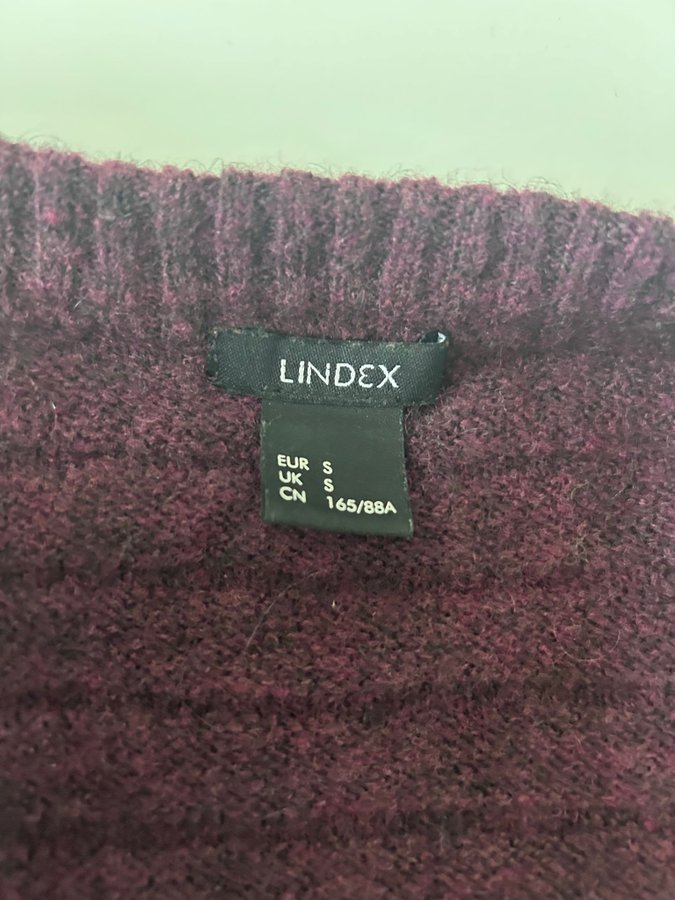 LINDEX
EUR S
UK S
CN 165/88A